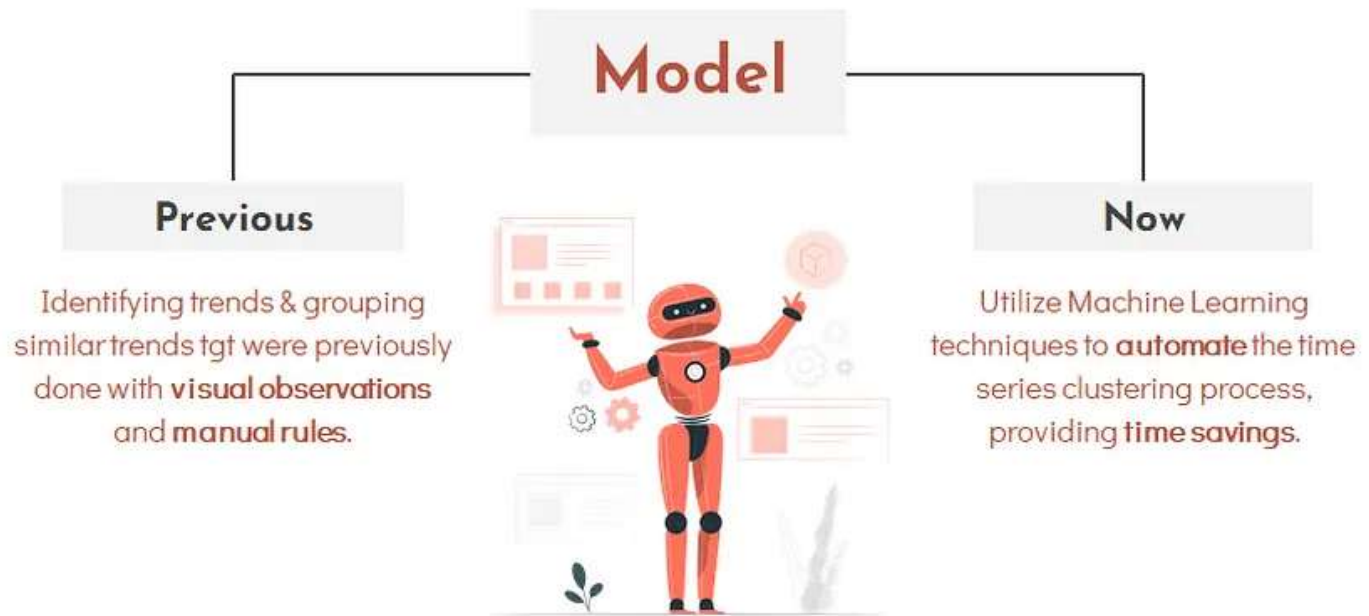 Model
Previous
Identifying trends & grouping
similar trends tgt were previously
done with visual observations
and manual rules.
Now
Utilize Machine Learning
techniques to automate the time
series clustering process,
providing time savings.